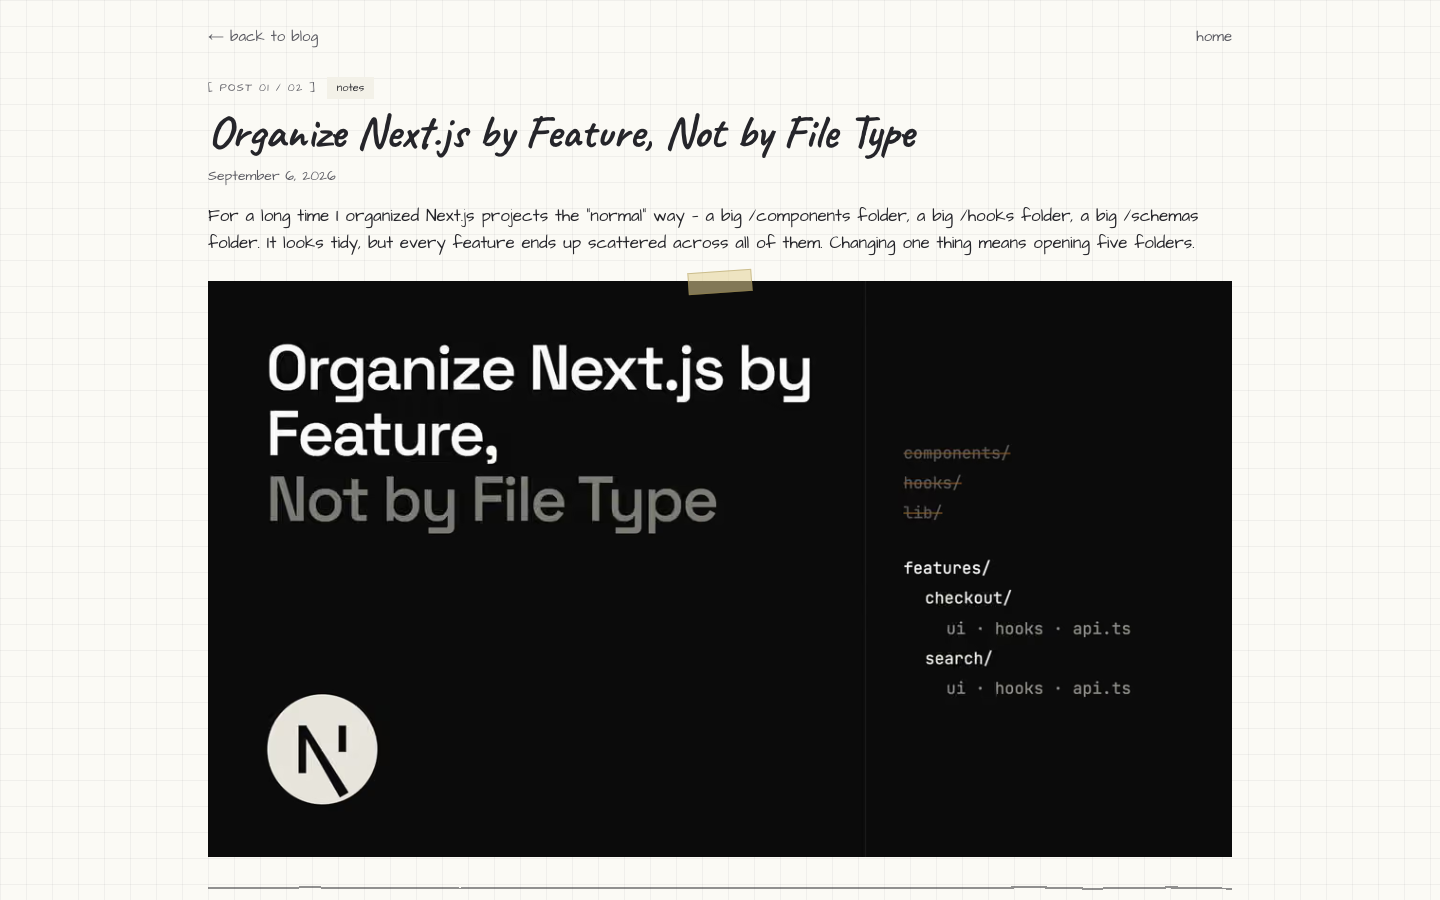 ← back to blog
home
[ POST 01 / 02 ] notes
Organize Next.js by Feature, Not by File Type
September 6, 2026
For a long time I organized Next.js projects the "normal" way - a big /components folder, a big /hooks folder, a big /schemas
folder. It looks tidy, but every feature ends up scattered across all of them. Changing one thing means opening five folders.
Organize Next.js by
Feature,
Not by File Type
components/
hooks/
lib/
features/
checkout/
ui · hooks · api.ts
search/
ui · hooks · api.ts
N